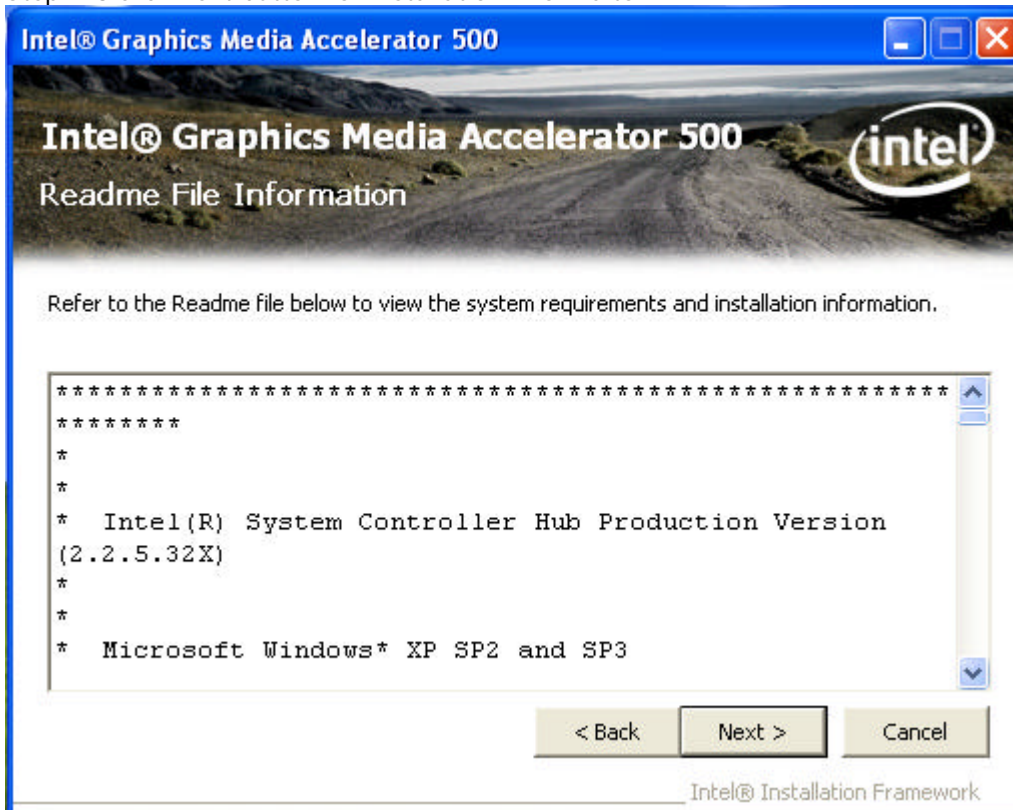 Intel® Graphics Media Accelerator 500
Intel® Graphics Media Accelerator 500
intel
Readme File Information
Refer to the Readme file below to view the system requirements and installation information.
********************************************************
********
*
*
* Intel(R) System Controller Hub Production Version
(2.2.5.32X)
*
*
* Microsoft Windows* XP SP2 and SP3
< Back
Next >
Cancel
Intel® Installation Framework